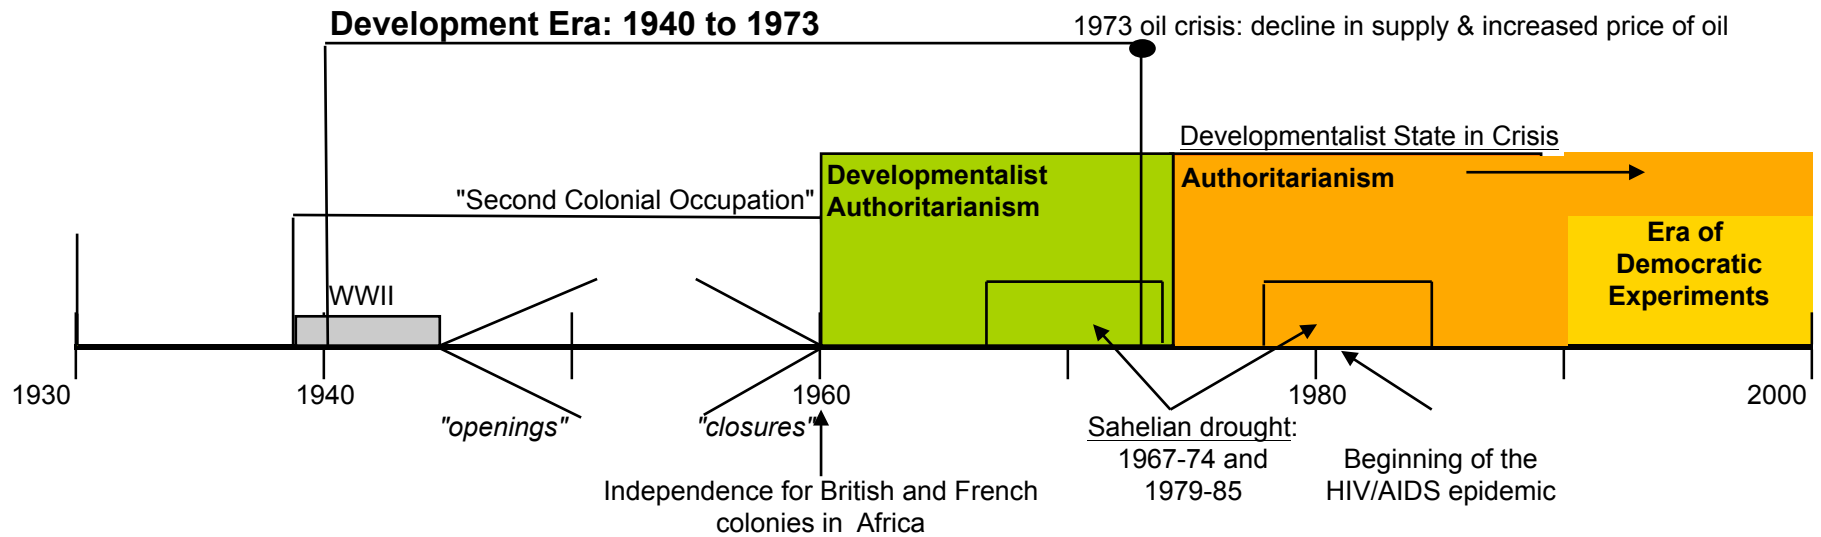 Development Era: 1940 to 1973
1973 oil crisis: decline in supply & increased price of oil
Developmentalist State in Crisis
"Second Colonial Occupation"
Developmentalist
Authoritarianism
Authoritarianism
Era of
Democratic
Experiments
WWII
1930
1940
1960
1980
2000
"openings"
"closures"
Sahelian drought:
1967-74 and
1979-85
Beginning of the
HIV/AIDS epidemic
Independence for British and French
colonies in Africa